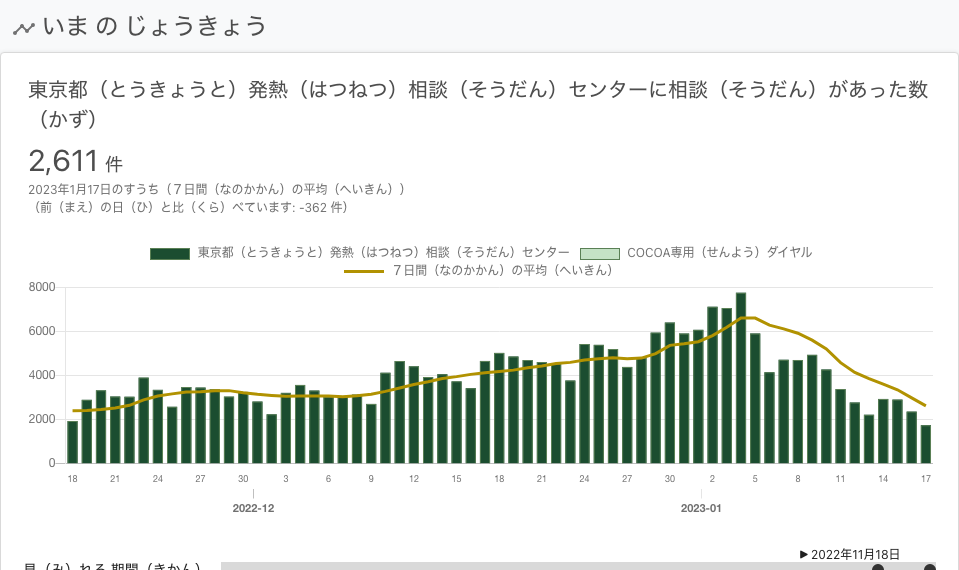 いま の じょうきょう
東京都（とうきょうと）発熱（はつねつ）相談（そうだん）センターに相談（そうだん）があった数
（かず）
2,611 件
2023年1月17日のすうち（７日間（なのかかん）の平均（へいきん））
（前（まえ）の日（ひ）と比（くら）べています: -362 件）
東京都（とうきょうと）発熱（はつねつ）相談（そうだん）センター COCOA専用（せんよう）ダイヤル
７日間（なのかかん）の平均（へいきん）
8000
6000
4000
2000
0
18 21 24 27 30 3 6 9 12 15 18 21 24 27 30 2 5 8 11 14 17
2022-12 2023-01
▶ 2022年11月18日
見（み）れる 期間（きかん）